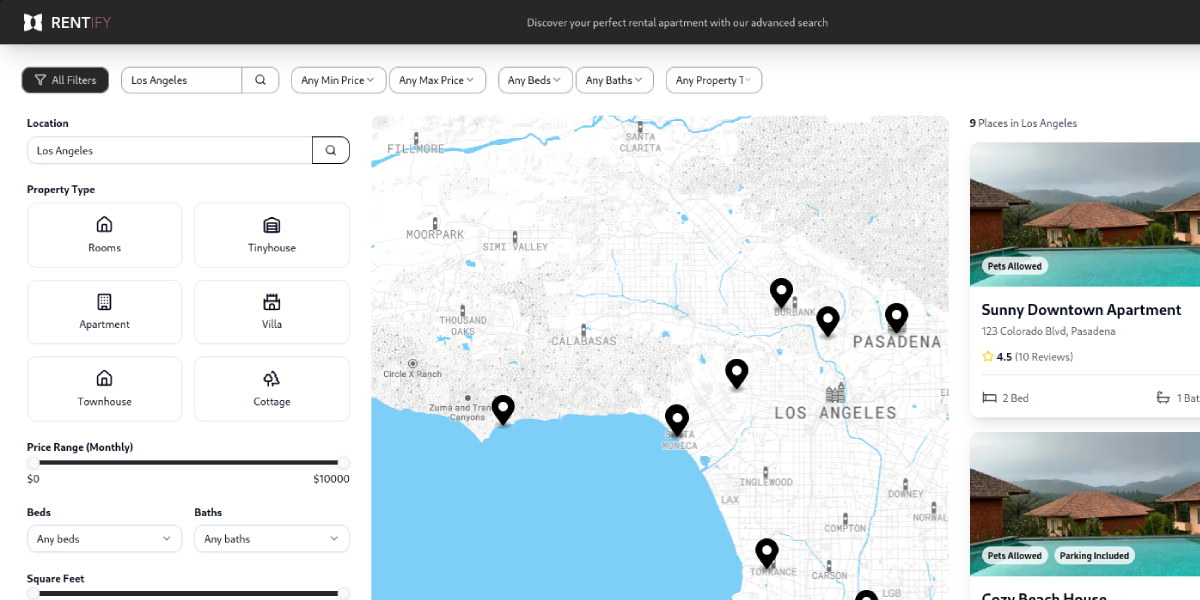 RENTIFY
Discover your perfect rental apartment with our advanced search
All Filters
Los Angeles
Any Min Price
Any Max Price
Any Beds
Any Baths
Any Property T
Location
Los Angeles
Property Type
Rooms
Tinyhouse
Apartment
Villa
Townhouse
Cottage
Price Range (Monthly)
$0
$10000
Beds
Baths
Any beds
Any baths
Square Feet
FILLMORE
SANTA
CLARITA
MOORPARK
SIMI VALLEY
THOUSAND
OAKS
CALABASAS
BURBANK
PASADENA
Circle X Ranch
Zuma and Tran
Canyons
LOS ANGELES
EL
SANTA
MONICA
INGLEWOOD
LAX
DOWNEY
NORWAL
COMPTON
TORRANCE
CARSON
LGB
9 Places in Los Angeles
Pets Allowed
Sunny Downtown Apartment
123 Colorado Blvd, Pasadena
4.5 (10 Reviews)
2 Bed
1 Bat
Pets Allowed
Parking Included
Cozy Beach House